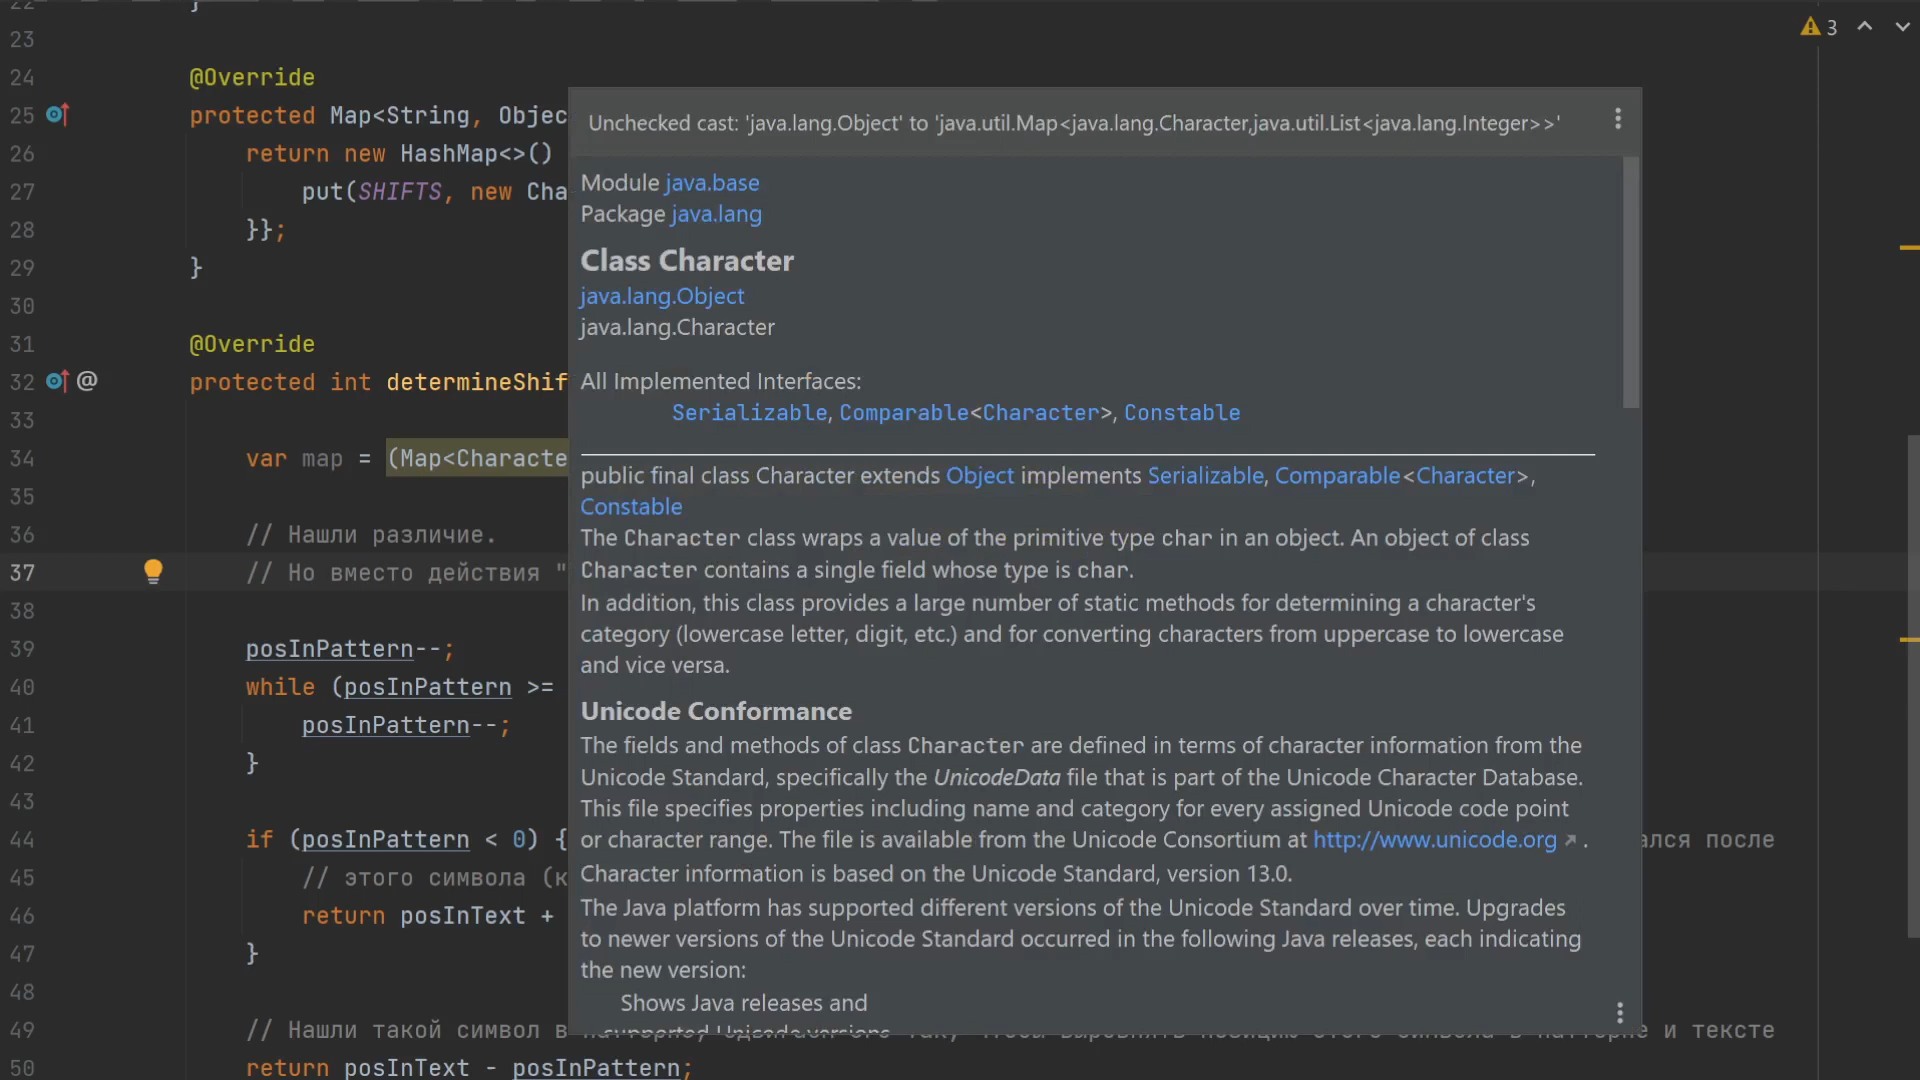 22 }
3
23
24 @Override
25 protected Map<String, Objec
26 return new HashMap<>()
27 put(SHIFTS, new Cha
28 }};
29 }
30
31 @Override
32 @ protected int determineShif
33
34 var map = (Map<Characte
35
36 // Нашли различие.
37 // Но вместо действия "
38
39 posInPattern--;
40 while (posInPattern >=
41 posInPattern--;
42 }
43
44 if (posInPattern < 0) { ался после
45 // этого символа (к
46 return posInText +
47 }
48
49 // Нашли такой символ в паттерне, сдвигаем его так, чтобы выровнять позицию этого символа в паттерне и тексте
50 return posInText - posInPattern;
Unchecked cast: 'java.lang.Object' to 'java.util.Map<java.lang.Character,java.util.List<java.lang.Integer>>'
Module java.base
Package java.lang
Class Character
java.lang.Object
java.lang.Character
All Implemented Interfaces:
Serializable, Comparable<Character>, Constable
public final class Character extends Object implements Serializable, Comparable<Character>,
Constable
The Character class wraps a value of the primitive type char in an object. An object of class
Character contains a single field whose type is char.
In addition, this class provides a large number of static methods for determining a character's
category (lowercase letter, digit, etc.) and for converting characters from uppercase to lowercase
and vice versa.
Unicode Conformance
The fields and methods of class Character are defined in terms of character information from the
Unicode Standard, specifically the UnicodeData file that is part of the Unicode Character Database.
This file specifies properties including name and category for every assigned Unicode code point
or character range. The file is available from the Unicode Consortium at http://www.unicode.org .
Character information is based on the Unicode Standard, version 13.0.
The Java platform has supported different versions of the Unicode Standard over time. Upgrades
to newer versions of the Unicode Standard occurred in the following Java releases, each indicating
the new version:
Shows Java releases and
supported Unicode versions